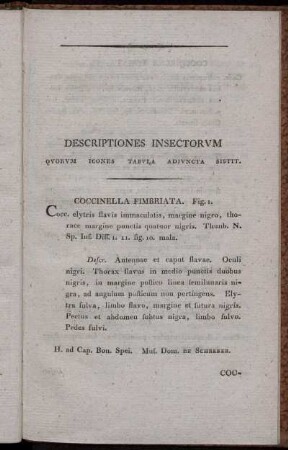 DESCRIPTIONES INSECTORVM
QVORVM ICONES TABVLA ADIVNCTA SISTIT.
COCCINELLA FIMBRIATA. Fig. 1.
Cocc. elytris flavis immaculatis, margine nigro, tho-
race margine punctis quatuor nigris. Thunb. N.
Sp. Inſ. Diſſ. 1. 11. fig. 10. mala.
Deſcr. Antennae et caput flavae. Oculi
nigri. Thorax flavus in medio punctis duibus
nigris, in margine poſtico linea ſemilunaris ni-
gra, ad angulum poſticum non pertingens. Ely-
tra fulva, limbo flavo, margine et futura nigris.
Pectus et abdomen ſubtus nigra, limbo fulvo.
Pedes fulvi.
H. ad Cap. Bon. Spei. Muſ. Dom. DE SCHREBER.
COC-